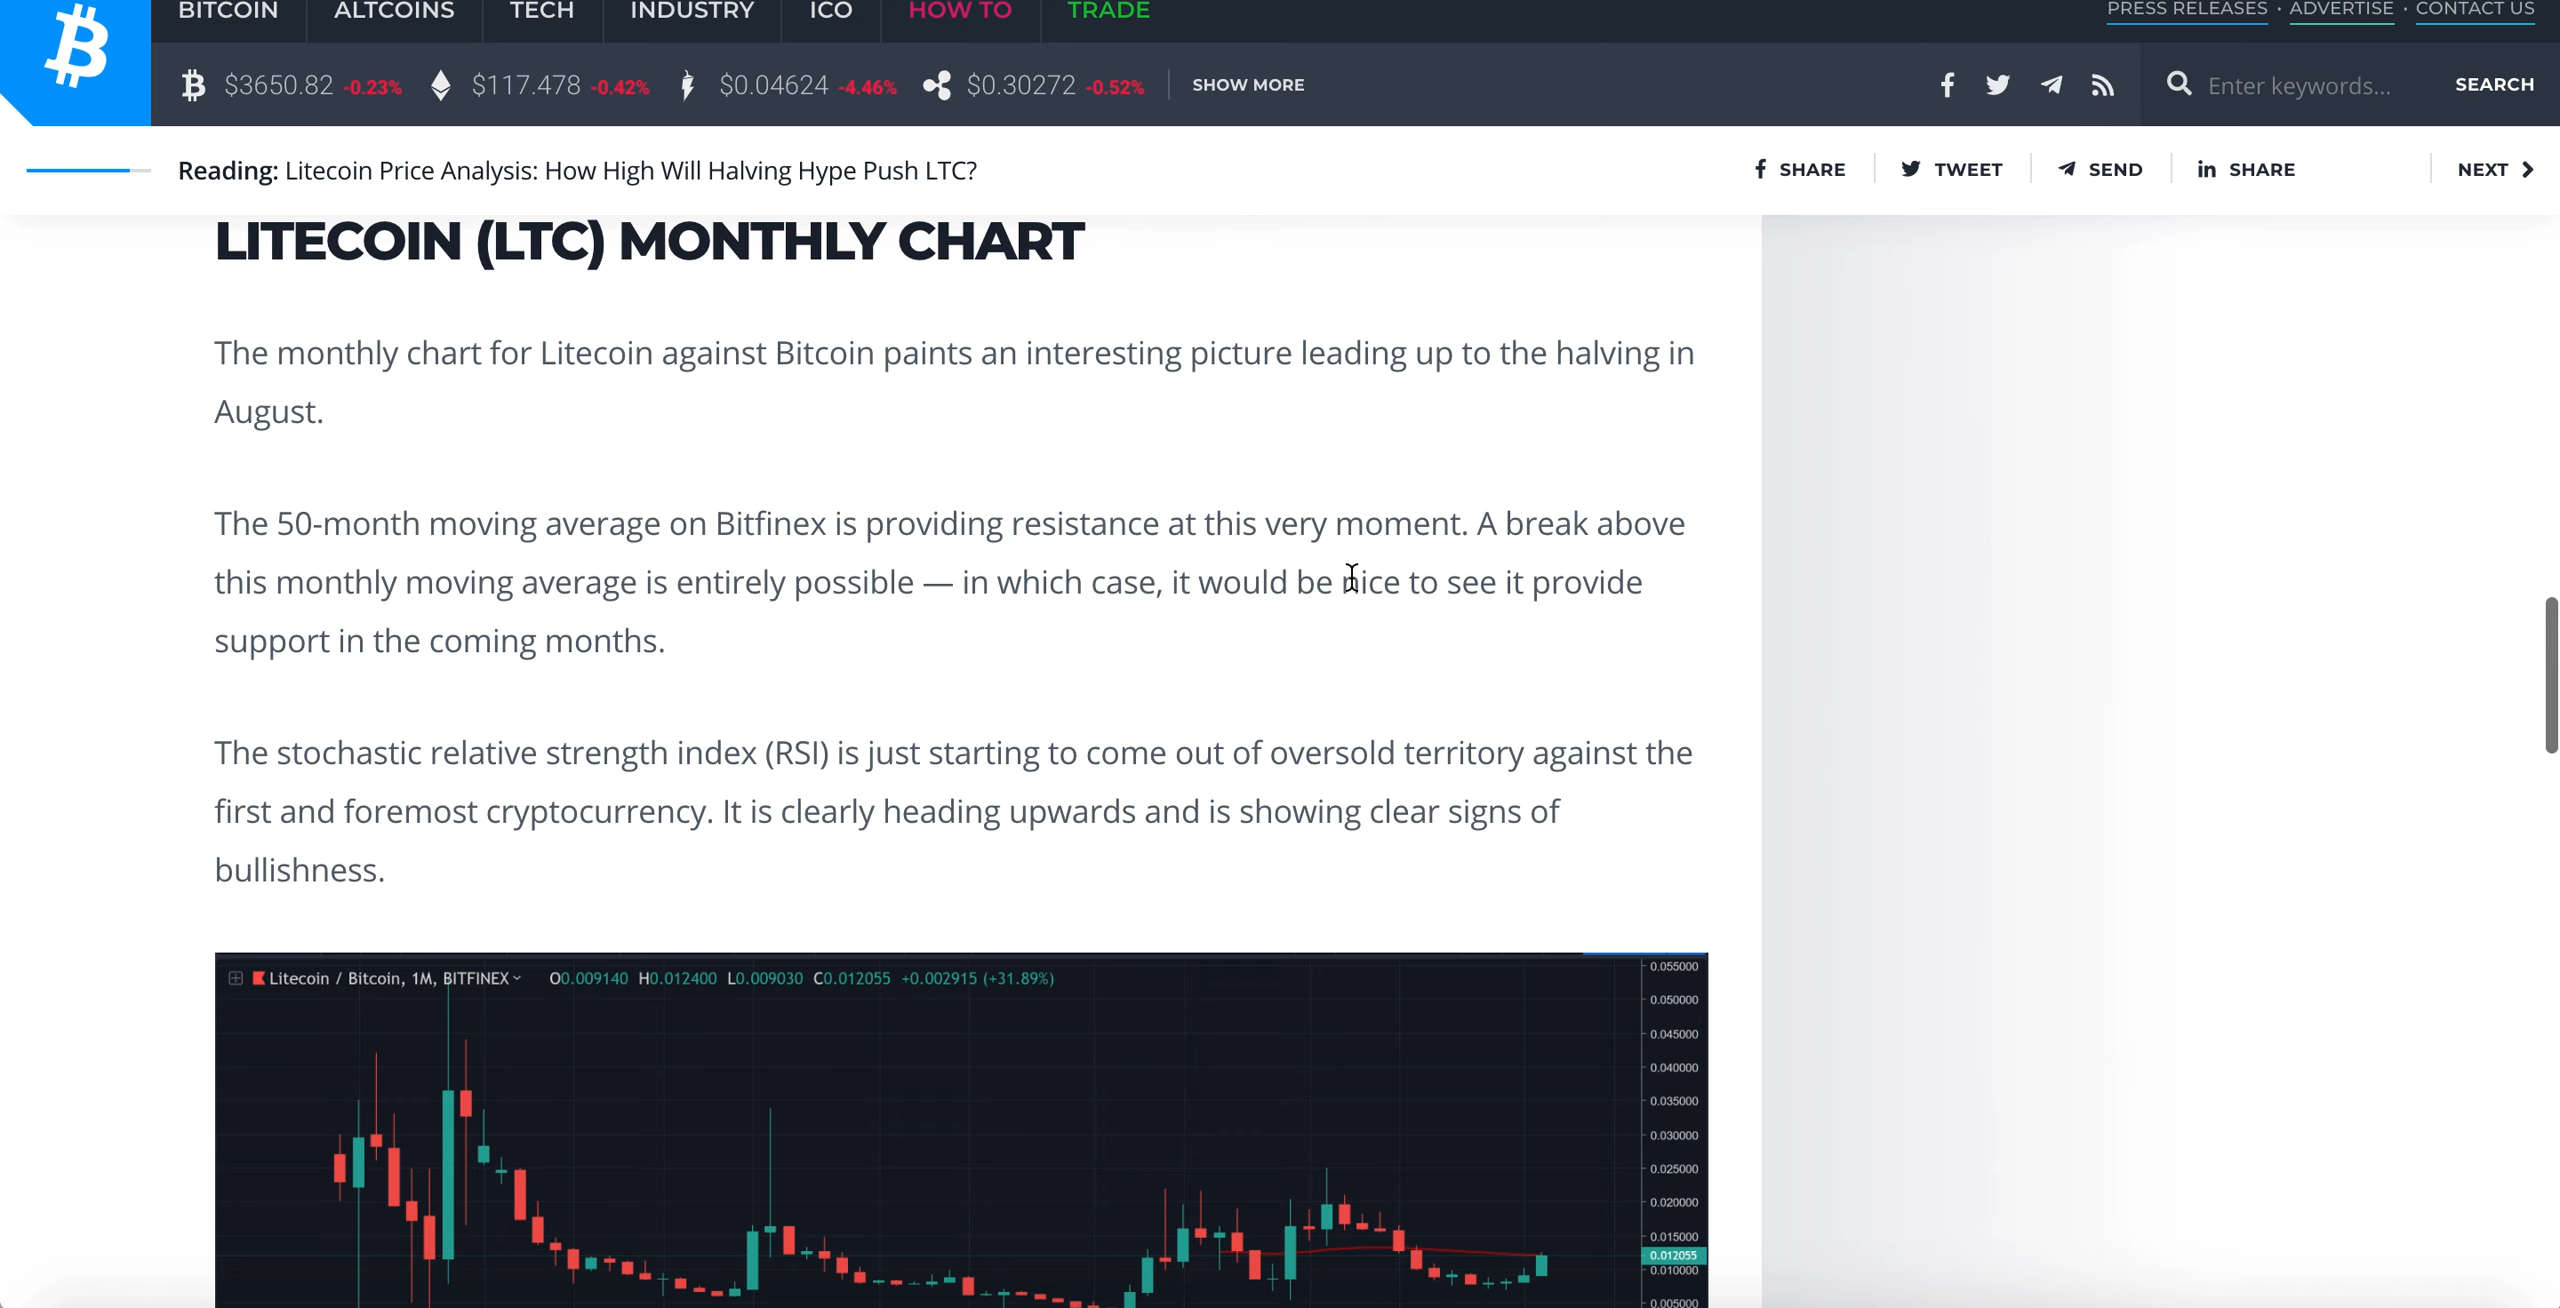 BITCOIN ALTCOINS TECH INDUSTRY ICO HOW TO TRADE PRESS RELEASES · ADVERTISE · CONTACT US
$3650.82 -0.23% $117.478 -0.42% $0.04624 -4.46% $0.30272 -0.52% SHOW MORE Enter keywords... SEARCH
Reading: Litecoin Price Analysis: How High Will Halving Hype Push LTC? SHARE TWEET SEND SHARE NEXT
LITECOIN (LTC) MONTHLY CHART
The monthly chart for Litecoin against Bitcoin paints an interesting picture leading up to the halving in
August.
The 50-month moving average on Bitfinex is providing resistance at this very moment. A break above
this monthly moving average is entirely possible — in which case, it would be nice to see it provide
support in the coming months.
The stochastic relative strength index (RSI) is just starting to come out of oversold territory against the
first and foremost cryptocurrency. It is clearly heading upwards and is showing clear signs of
bullishness.
Litecoin / Bitcoin, 1M, BITFINEX O0.009140 H0.012400 L0.009030 C0.012055 +0.002915 (+31.89%)
0.055000
0.050000
0.045000
0.040000
0.035000
0.030000
0.025000
0.020000
0.015000
0.012055
0.010000
0.005000